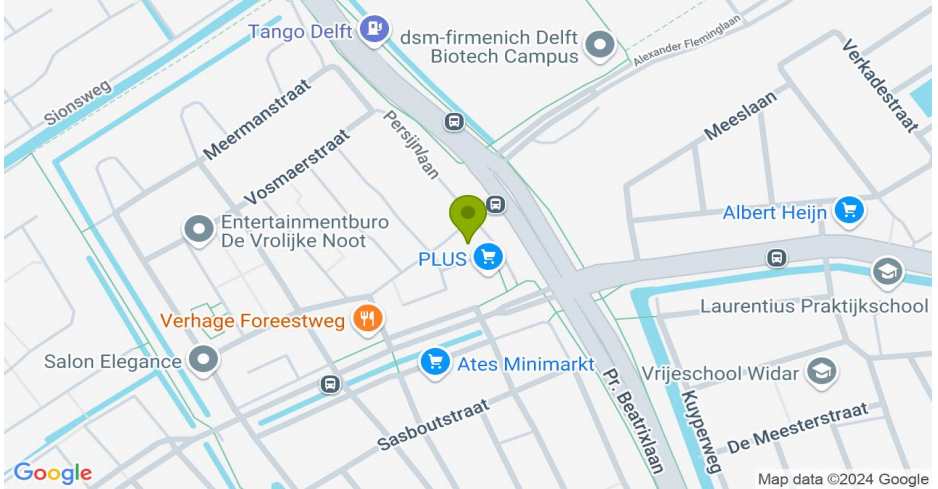 Tango Delft
dsm-firmenich Delft
Biotech Campus
Alexander Fleminglaan
Verkadestraat
Sionsweg
Meermanstraat
Persijnlaan
Meeslaan
Vosmaerstraat
Entertainmentburo
De Vrolijke Noot
Albert Heijn
PLUS
Laurentius Praktijkschool
Verhage Foreestweg
Salon Elegance
Ates Minimarkt
Vrijeschool Widar
Pr. Beatrixlaan
Kuyperweg
Sasboutstraat
De Meesterstraat
Google
Map data ©2024 Google